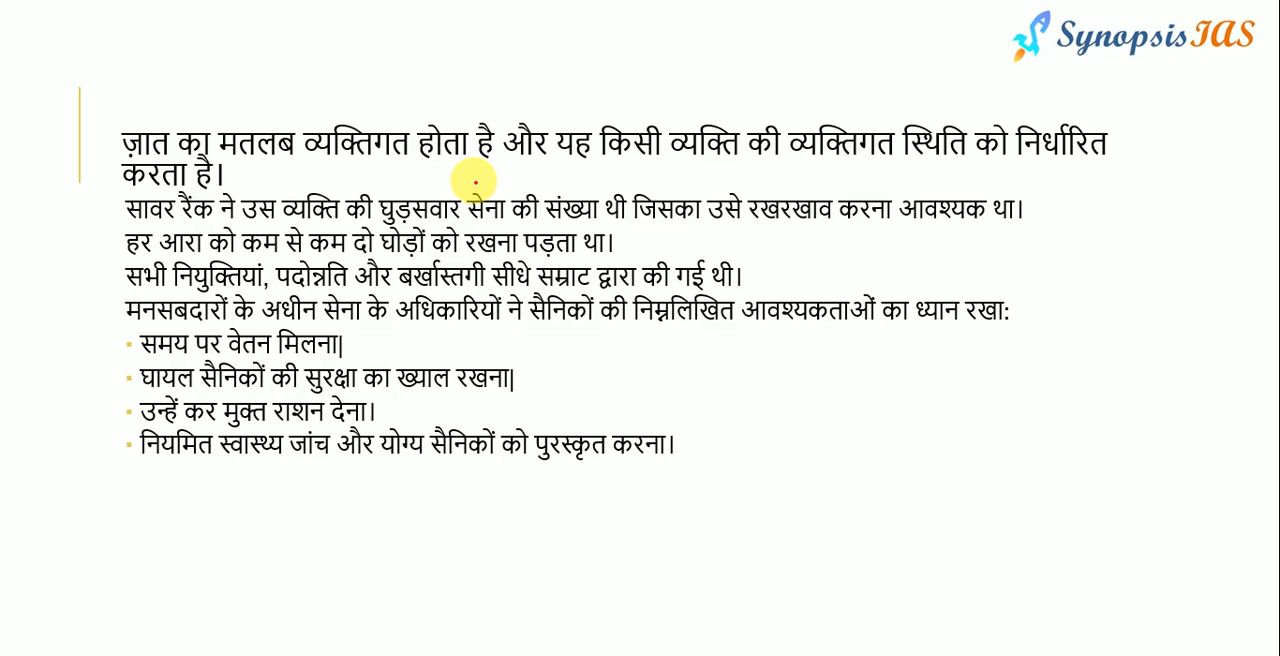 SynopsisIAS
ज़ात का मतलब व्यक्तिगत होता है और यह किसी व्यक्ति की व्यक्तिगत स्थिति को निर्धारित
करता है।
सावर रैंक ने उस व्यक्ति की घुड़सवार सेना की संख्या थी जिसका उसे रखरखाव करना आवश्यक था।
हर आरा को कम से कम दो घोड़ों को रखना पड़ता था।
सभी नियुक्तियां, पदोन्नति और बर्खास्तगी सीधे सम्राट द्वारा की गई थी।
मनसबदारों के अधीन सेना के अधिकारियों ने सैनिकों की निम्नलिखित आवश्यकताओं का ध्यान रखा:
▪ समय पर वेतन मिलना|
▪ घायल सैनिकों की सुरक्षा का ख्याल रखना|
▪ उन्हें कर मुक्त राशन देना।
▪ नियमित स्वास्थ्य जांच और योग्य सैनिकों को पुरस्कृत करना।